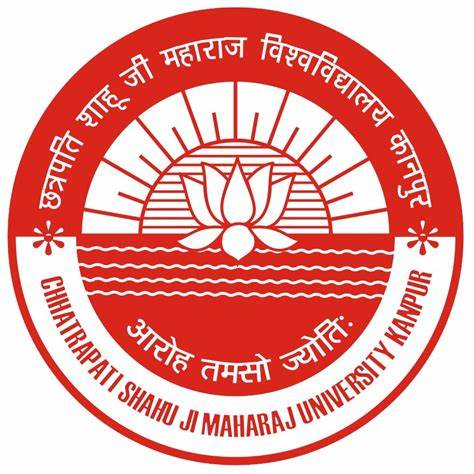 छत्रपति शाहू जी महाराज विश्वविद्यालय कानपुर
आरोह तमसो ज्योतिः
CHHATRAPATI SHAHU JI MAHARAJ UNIVERSITY KANPUR